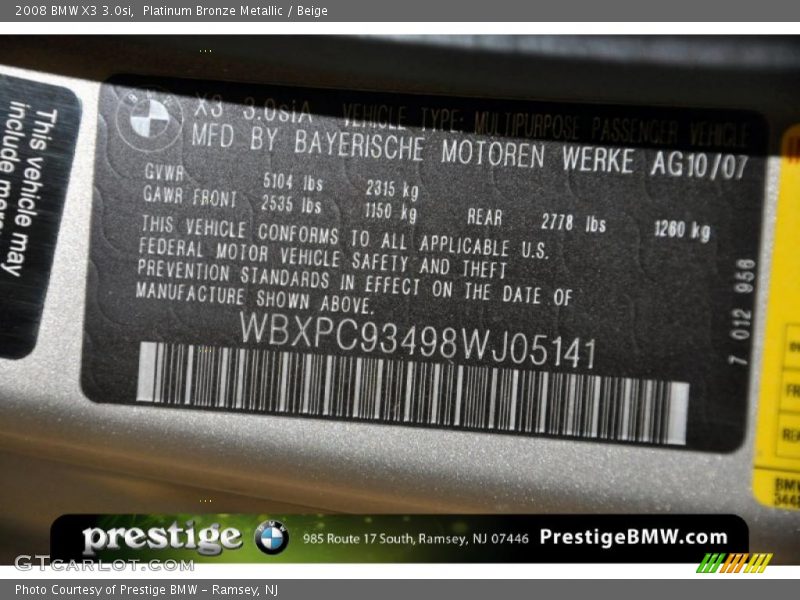 2008 BMW X3 3.0si, Platinum Bronze Metallic / Beige
This vehicle may
include
X3 3.0siA VEHICLE TYPE: MULTIPURPOSE PASSENGER VEHICLE
MFD BY BAYERISCHE MOTOREN WERKE AG10/07
GVWR 5104 lbs 2315 kg
GAWR FRONT 2535 lbs 1150 kg REAR 2778 lbs 1260 kg
THIS VEHICLE CONFORMS TO ALL APPLICABLE U.S.
FEDERAL MOTOR VEHICLE SAFETY AND THEFT
PREVENTION STANDARDS IN EFFECT ON THE DATE OF
MANUFACTURE SHOWN ABOVE.
WBXPC93498WJ05141
7 012 956
BMW
prestige BMW 985 Route 17 South, Ramsey, NJ 07446 PrestigeBMW.com
GTCarLot.com
Photo Courtesy of Prestige BMW - Ramsey, NJ